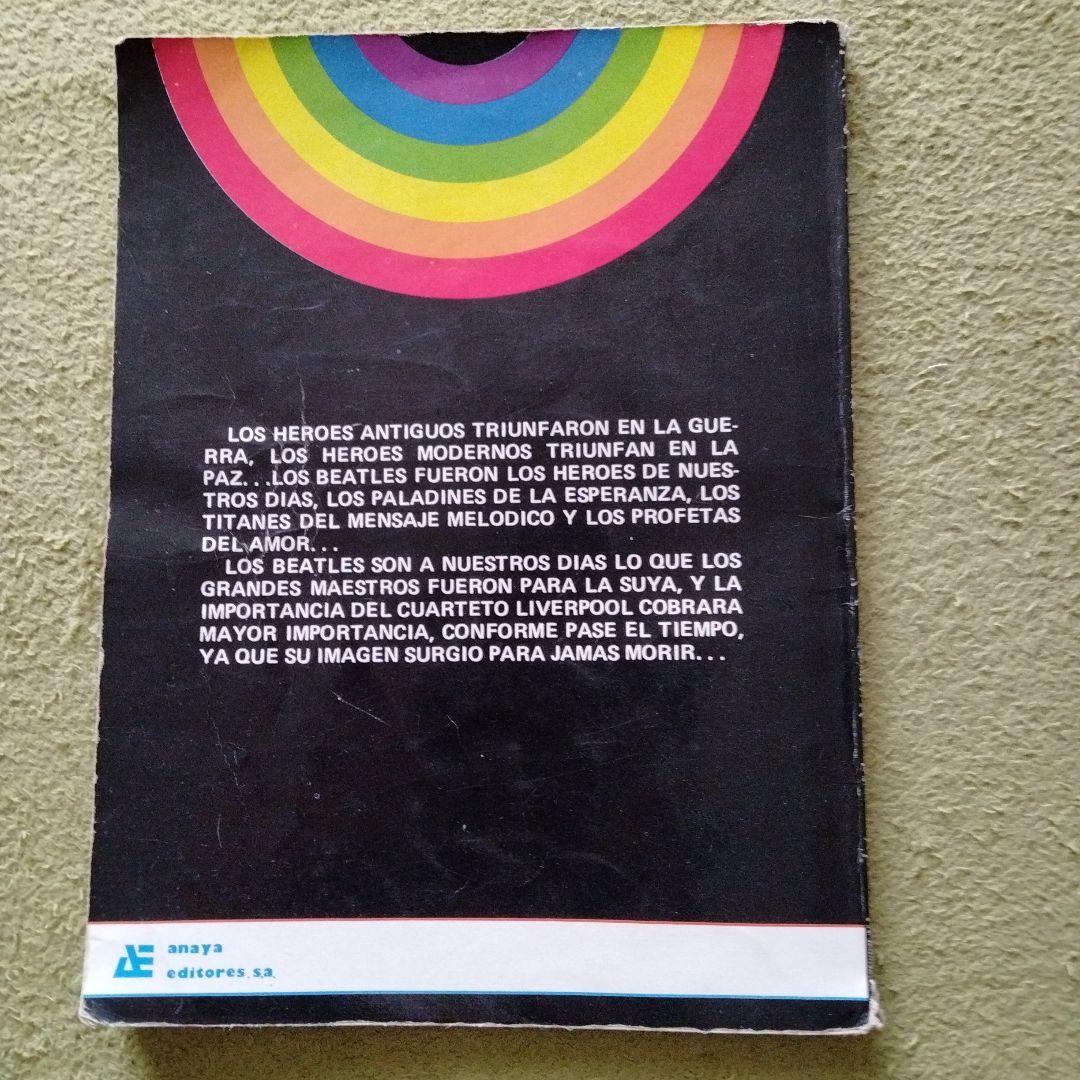 LOS HEROES ANTIGUOS TRIUNFARON EN LA GUE-
RRA, LOS HEROES MODERNOS TRIUNFAN EN LA
PAZ. . .LOS BEATLES FUERON LOS HEROES DE NUES-
TROS DIAS, LOS PALADINES DE LA ESPERANZA, LOS
TITANES DEL MENSAJE MELODICO Y LOS PROFETAS
DEL AMOR. . .
LOS BEATLES SON A NUESTROS DIAS LO QUE LOS
GRANDES MAESTROS FUERON PARA LA SUYA, Y LA
IMPORTANCIA DEL CUARTETO LIVERPOOL COBRARA
MAYOR IMPORTANCIA, CONFORME PASE EL TIEMPO,
YA QUE SU IMAGEN SURGIO PARA JAMAS MORIR. . .
AE anaya
editores, s.a.